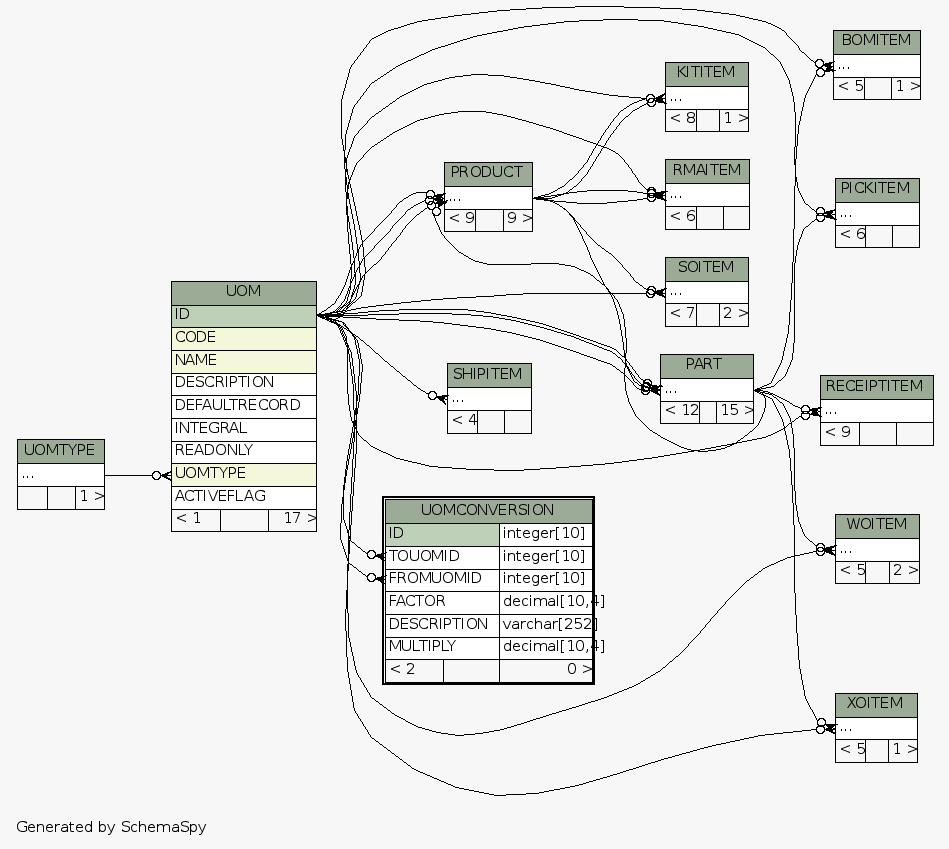 BOMITEM
...
< 5 1 >
KITITEM
...
< 8 1 >
PRODUCT
...
< 9 9 >
RMAITEM
...
< 6
PICKITEM
...
< 6
SOITEM
...
< 7 2 >
UOM
ID
CODE
NAME
DESCRIPTION
DEFAULTRECORD
INTEGRAL
READONLY
UOMTYPE
ACTIVEFLAG
< 1 17 >
SHIPITEM
...
< 4
PART
...
< 12 15 >
RECEIPTITEM
...
< 9
UOMTYPE
...
1 >
UOMCONVERSION
ID integer[10]
TOUOMID integer[10]
FROMUOMID integer[10]
FACTOR decimal[10,4]
DESCRIPTION varchar[252]
MULTIPLY decimal[10,4]
< 2 0 >
WOITEM
...
< 5 2 >
XOITEM
...
< 5 1 >
Generated by SchemaSpy